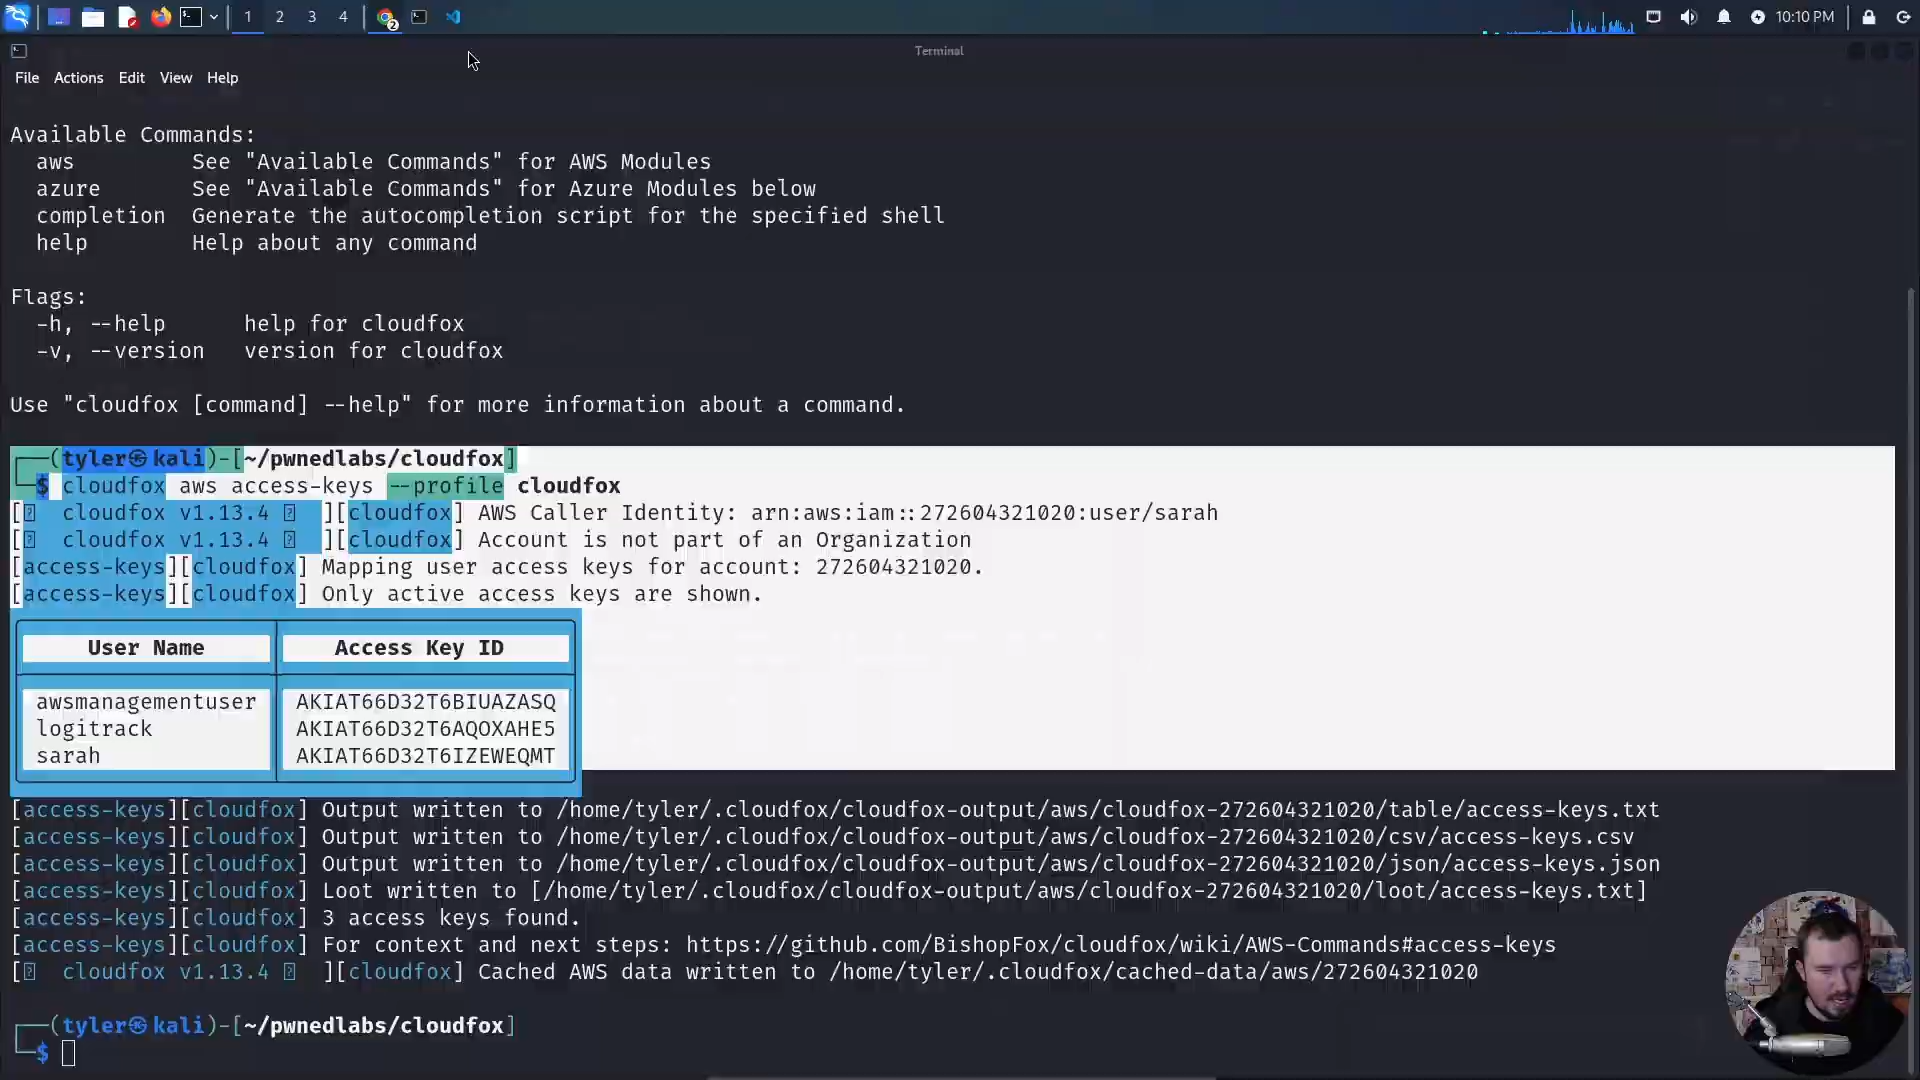 1 2 3 4 2 10:10 PM
Terminal
File Actions Edit View Help
Available Commands:
aws See "Available Commands" for AWS Modules
azure See "Available Commands" for Azure Modules below
completion Generate the autocompletion script for the specified shell
help Help about any command
Flags:
-h, --help help for cloudfox
-v, --version version for cloudfox
Use "cloudfox [command] --help" for more information about a command.
┌──(tyler㉿kali)-[~/pwnedlabs/cloudfox]
└─$ cloudfox aws access-keys --profile cloudfox
[ cloudfox v1.13.4 ][cloudfox] AWS Caller Identity: arn:aws:iam::272604321020:user/sarah
[ cloudfox v1.13.4 ][cloudfox] Account is not part of an Organization
[access-keys][cloudfox] Mapping user access keys for account: 272604321020.
[access-keys][cloudfox] Only active access keys are shown.
User Name Access Key ID
awsmanagementuser AKIAT66D32T6BIUAZASQ
logitrack AKIAT66D32T6AQOXAHE5
sarah AKIAT66D32T6IZEWEQMT
[access-keys][cloudfox] Output written to /home/tyler/.cloudfox/cloudfox-output/aws/cloudfox-272604321020/table/access-keys.txt
[access-keys][cloudfox] Output written to /home/tyler/.cloudfox/cloudfox-output/aws/cloudfox-272604321020/csv/access-keys.csv
[access-keys][cloudfox] Output written to /home/tyler/.cloudfox/cloudfox-output/aws/cloudfox-272604321020/json/access-keys.json
[access-keys][cloudfox] Loot written to [/home/tyler/.cloudfox/cloudfox-output/aws/cloudfox-272604321020/loot/access-keys.txt]
[access-keys][cloudfox] 3 access keys found.
[access-keys][cloudfox] For context and next steps: https://github.com/BishopFox/cloudfox/wiki/AWS-Commands#access-keys
[ cloudfox v1.13.4 ][cloudfox] Cached AWS data written to /home/tyler/.cloudfox/cached-data/aws/272604321020
┌──(tyler㉿kali)-[~/pwnedlabs/cloudfox]
└─$